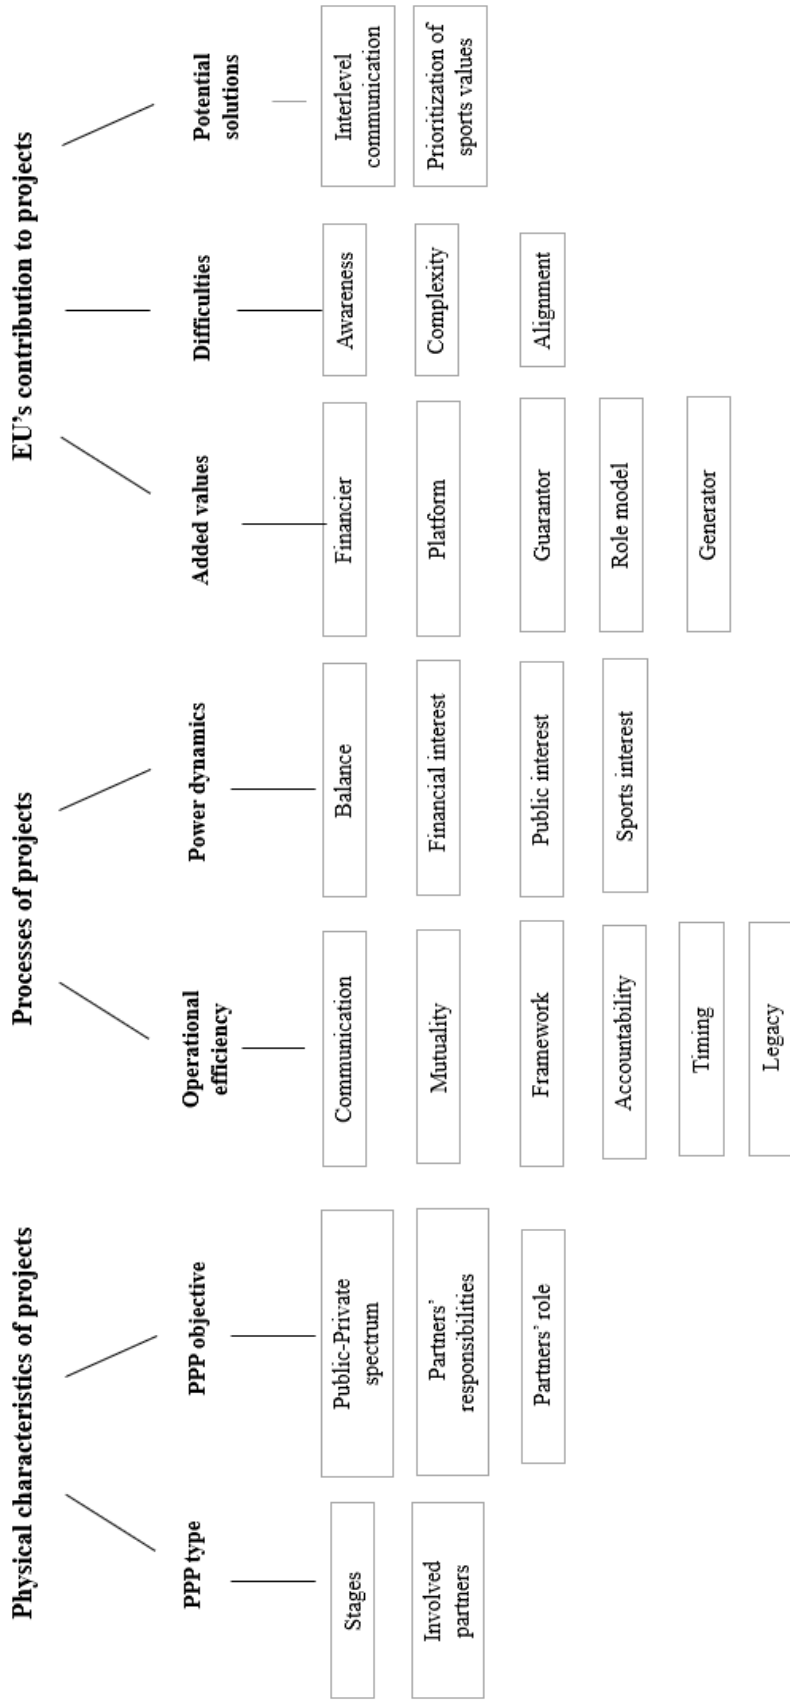 Physical characteristics of projects
PPP type
Stages
Involved
partners
PPP objective
Public-Private
spectrum
Partners’
responsibilities
Partners’ role
Processes of projects
Operational
efficiency
Communication
Mutuality
Framework
Accountability
Timing
Legacy
Power dynamics
Balance
Financial interest
Public interest
Sports interest
EU’s contribution to projects
Added values
Financier
Platform
Guarantor
Role model
Generator
Difficulties
Awareness
Complexity
Alignment
Potential
solutions
Interlevel
communication
Prioritization of
sports values